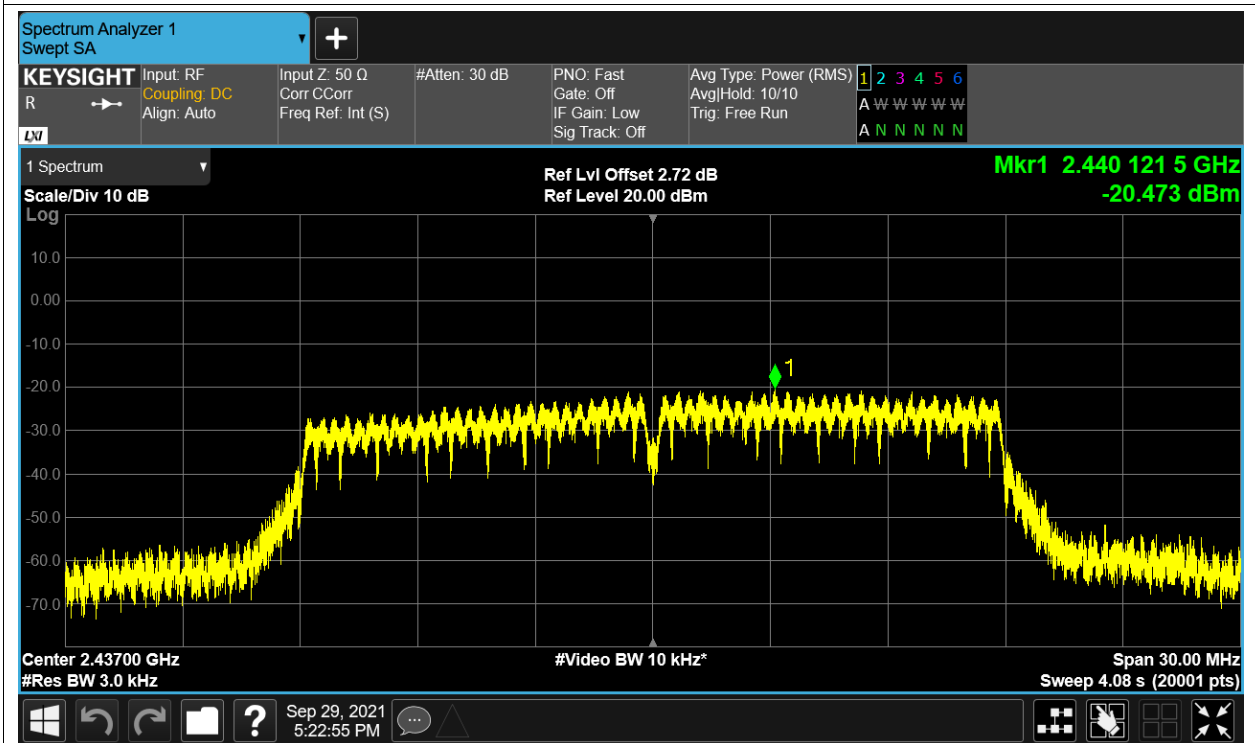 Spectrum Analyzer 1
Swept SA
KEYSIGHT
R
LXI
Input: RF
Coupling: DC
Align: Auto
Input Z: 50 Ω
Corr CCorr
Freq Ref: Int (S)
#Atten: 30 dB
PNO: Fast
Gate: Off
IF Gain: Low
Sig Track: Off
Avg Type: Power (RMS)
Avg|Hold: 10/10
Trig: Free Run
1 2 3 4 5 6
A W W W W W
A N N N N N
1 Spectrum
Scale/Div 10 dB
Log
Ref Lvl Offset 2.72 dB
Ref Level 20.00 dBm
Mkr1 2.440 121 5 GHz
-20.473 dBm
10.0
0.00
-10.0
-20.0
-30.0
-40.0
-50.0
-60.0
-70.0
1
Center 2.43700 GHz
#Res BW 3.0 kHz
#Video BW 10 kHz*
Span 30.00 MHz
Sweep 4.08 s (20001 pts)
?
Sep 29, 2021
5:22:55 PM